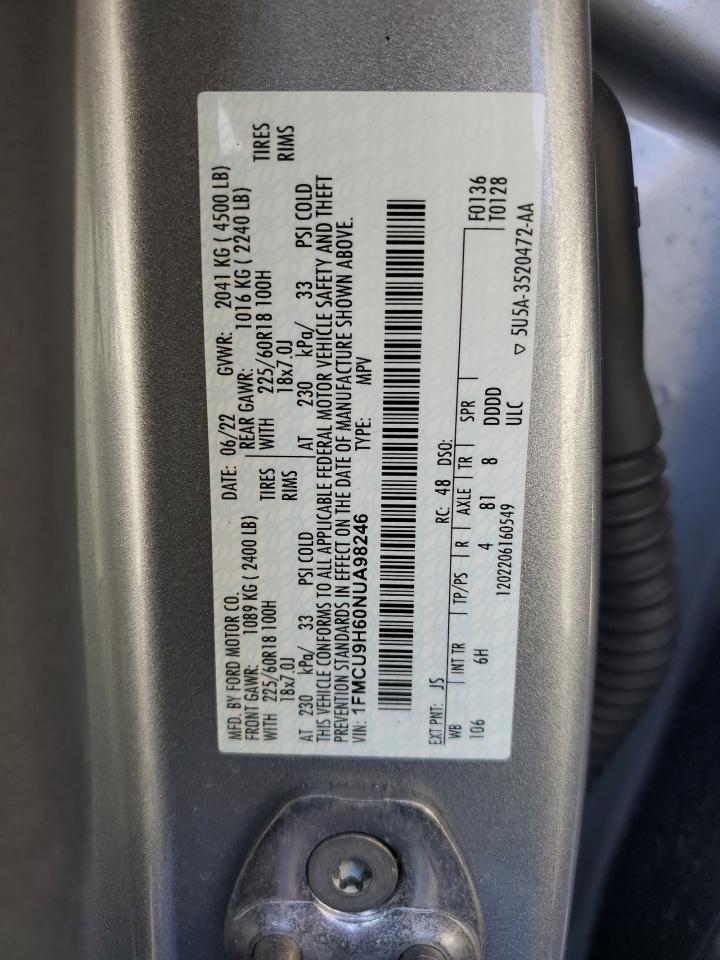 MFD. BY FORD MOTOR CO. DATE: 06/22 GVWR: 2041 KG ( 4500 LB)
FRONT GAWR: 1089 KG ( 2400 LB) REAR GAWR: 1016 KG ( 2240 LB)
WITH 225/60R18 100H TIRES WITH 225/60R18 100H TIRES
18x7.0J RIMS 18x7.0J RIMS
AT 230 kPa/ 33 PSI COLD AT 230 kPa/ 33 PSI COLD
THIS VEHICLE CONFORMS TO ALL APPLICABLE FEDERAL MOTOR VEHICLE SAFETY AND THEFT
PREVENTION STANDARDS IN EFFECT ON THE DATE OF MANUFACTURE SHOWN ABOVE.
VIN: 1FMCU9H60NUA98246 TYPE: MPV
EXT PNT: JS RC: 48 DSO: F0136
WB INT TR TP/PS R AXLE TR SPR T0128
106 6H 4 81 8 DDDD
1202206160549 ULC
▽ 5U5A-3520472-AA